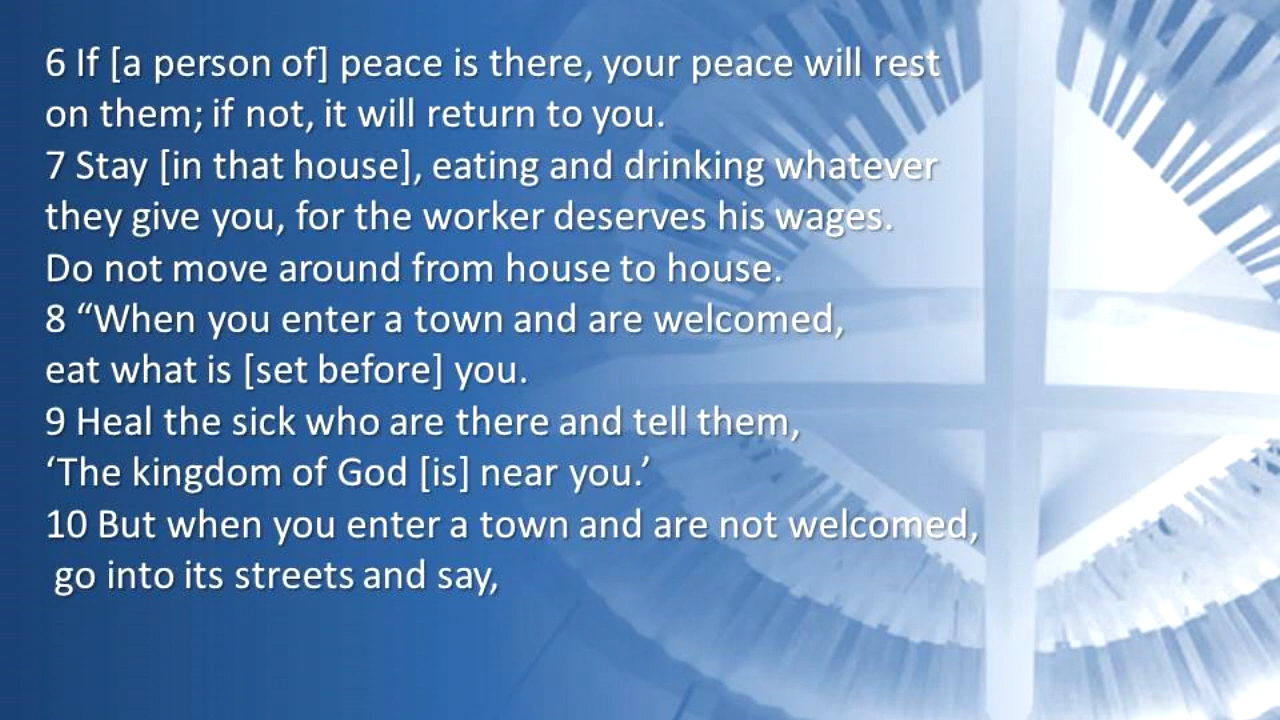 6 If [a person of] peace is there, your peace will rest
on them; if not, it will return to you.
7 Stay [in that house], eating and drinking whatever
they give you, for the worker deserves his wages.
Do not move around from house to house.
8 “When you enter a town and are welcomed,
eat what is [set before] you.
9 Heal the sick who are there and tell them,
‘The kingdom of God [is] near you.’
10 But when you enter a town and are not welcomed,
go into its streets and say,